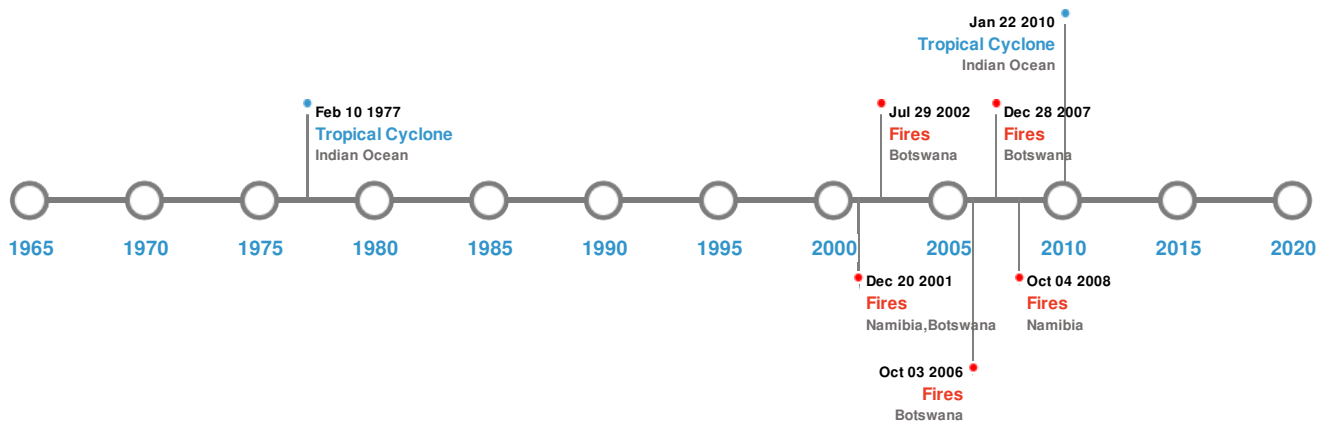 Jan 22 2010
Tropical Cyclone
Indian Ocean
Feb 10 1977
Tropical Cyclone
Indian Ocean
Jul 29 2002
Fires
Botswana
Dec 28 2007
Fires
Botswana
1965 1970 1975 1980 1985 1990 1995 2000 2005 2010 2015 2020
Dec 20 2001
Fires
Namibia,Botswana
Oct 04 2008
Fires
Namibia
Oct 03 2006
Fires
Botswana